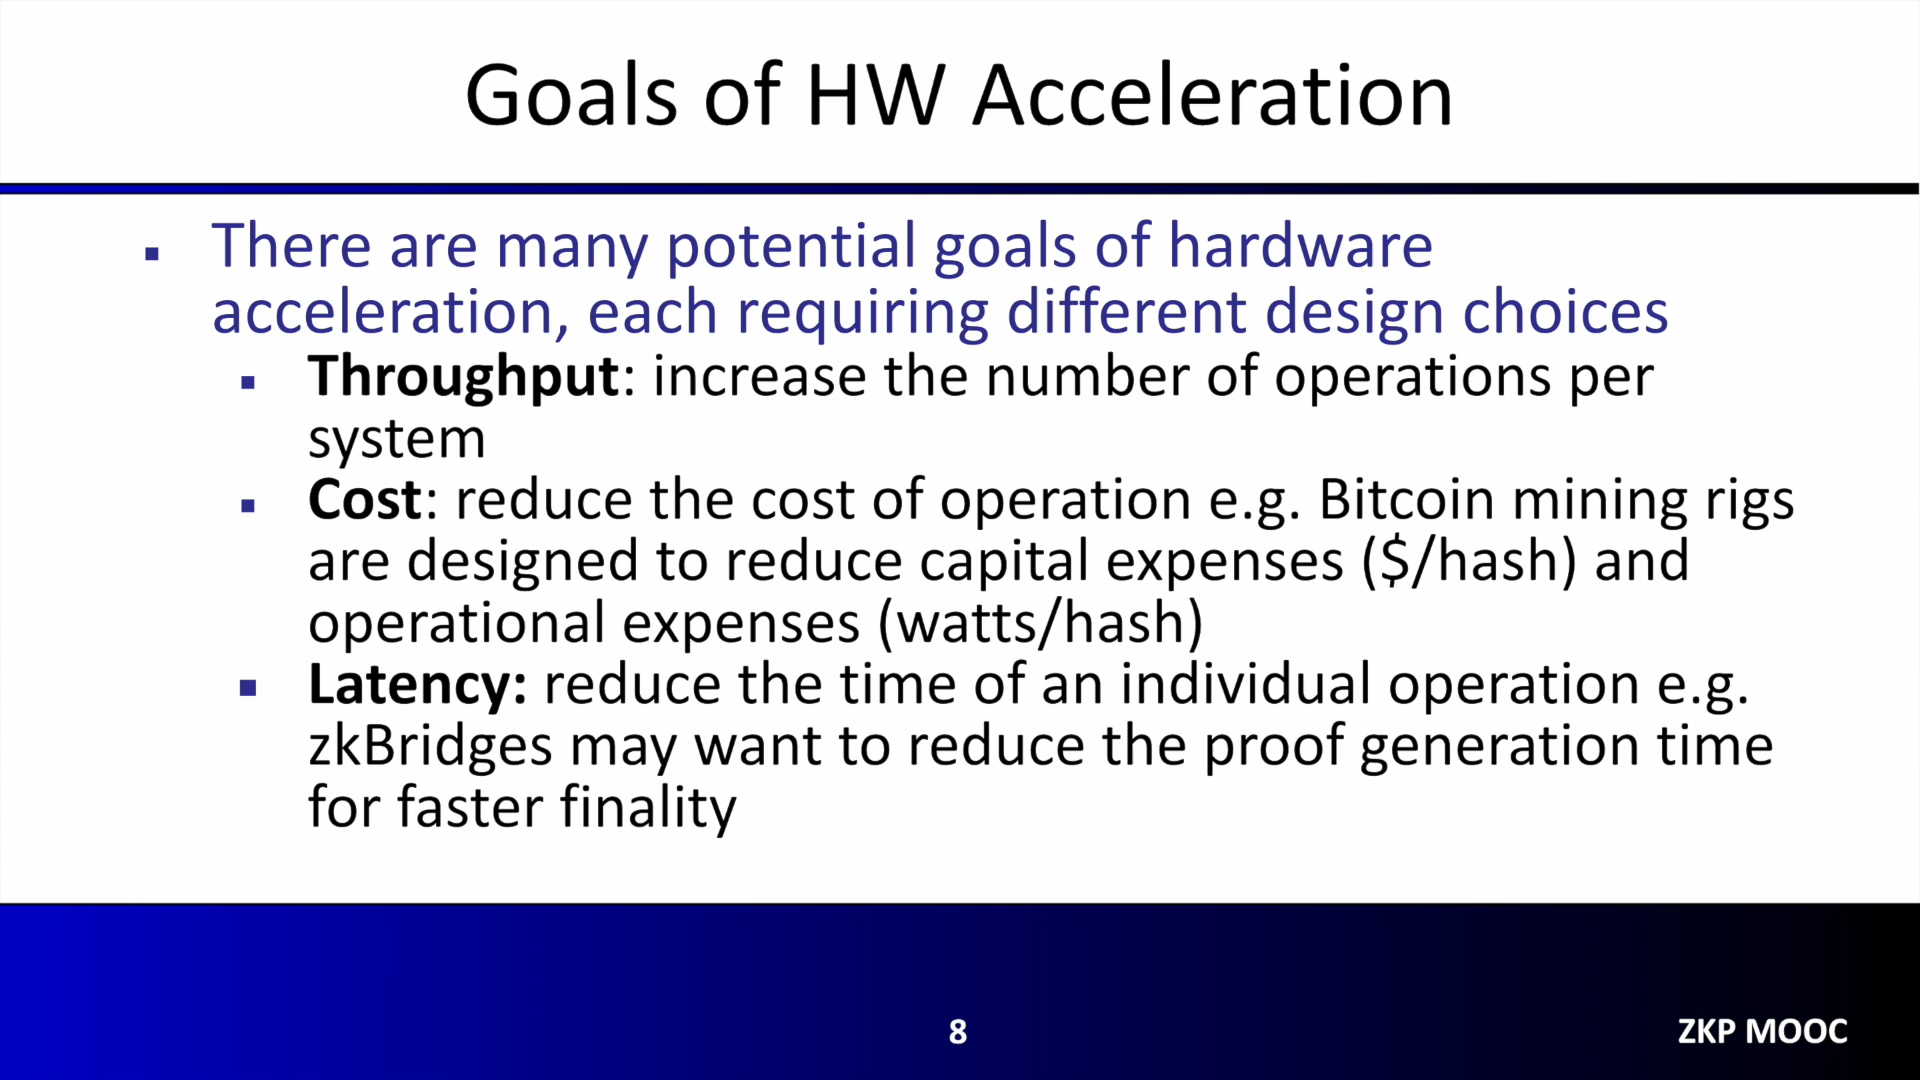 Goals of HW Acceleration
There are many potential goals of hardware
acceleration, each requiring different design choices
Throughput: increase the number of operations per
system
Cost: reduce the cost of operation e.g. Bitcoin mining rigs
are designed to reduce capital expenses ($/hash) and
operational expenses (watts/hash)
Latency: reduce the time of an individual operation e.g.
zkBridges may want to reduce the proof generation time
for faster finality
8
ZKP MOOC